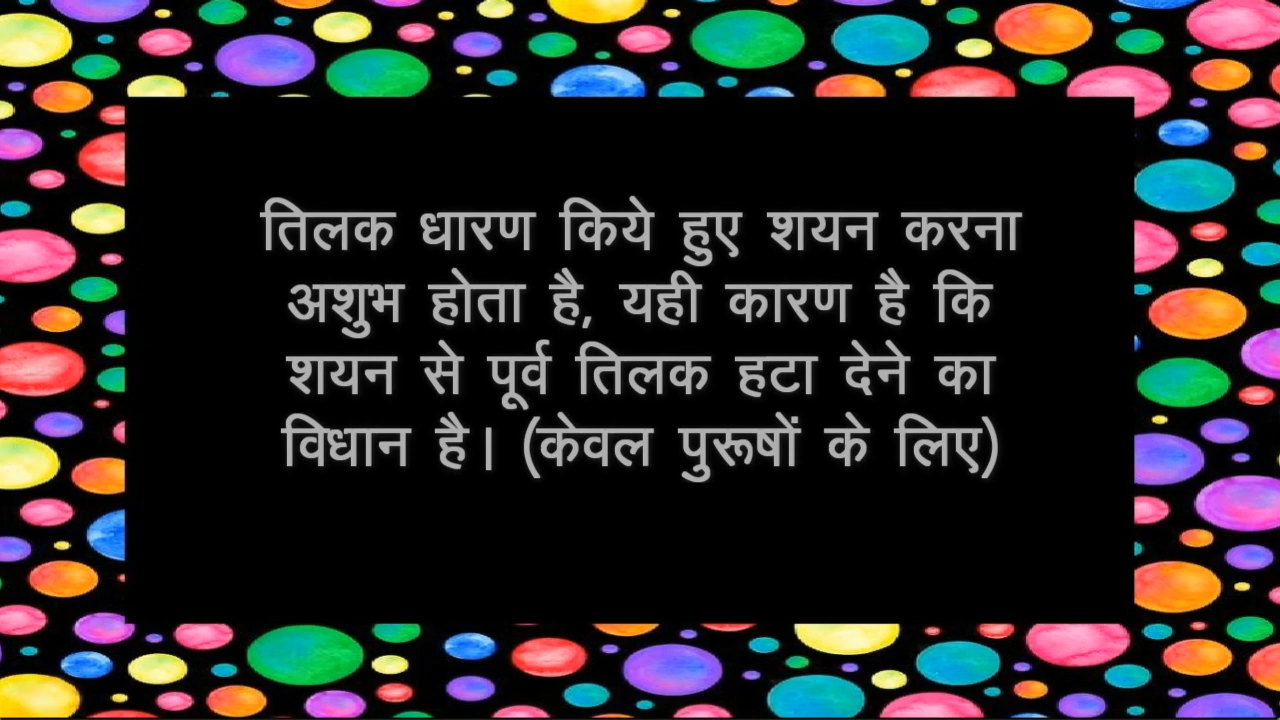 तिलक धारण किये हुए शयन करना
अशुभ होता है, यही कारण है कि
शयन से पूर्व तिलक हटा देने का
विधान है। (केवल पुरूषों के लिए)